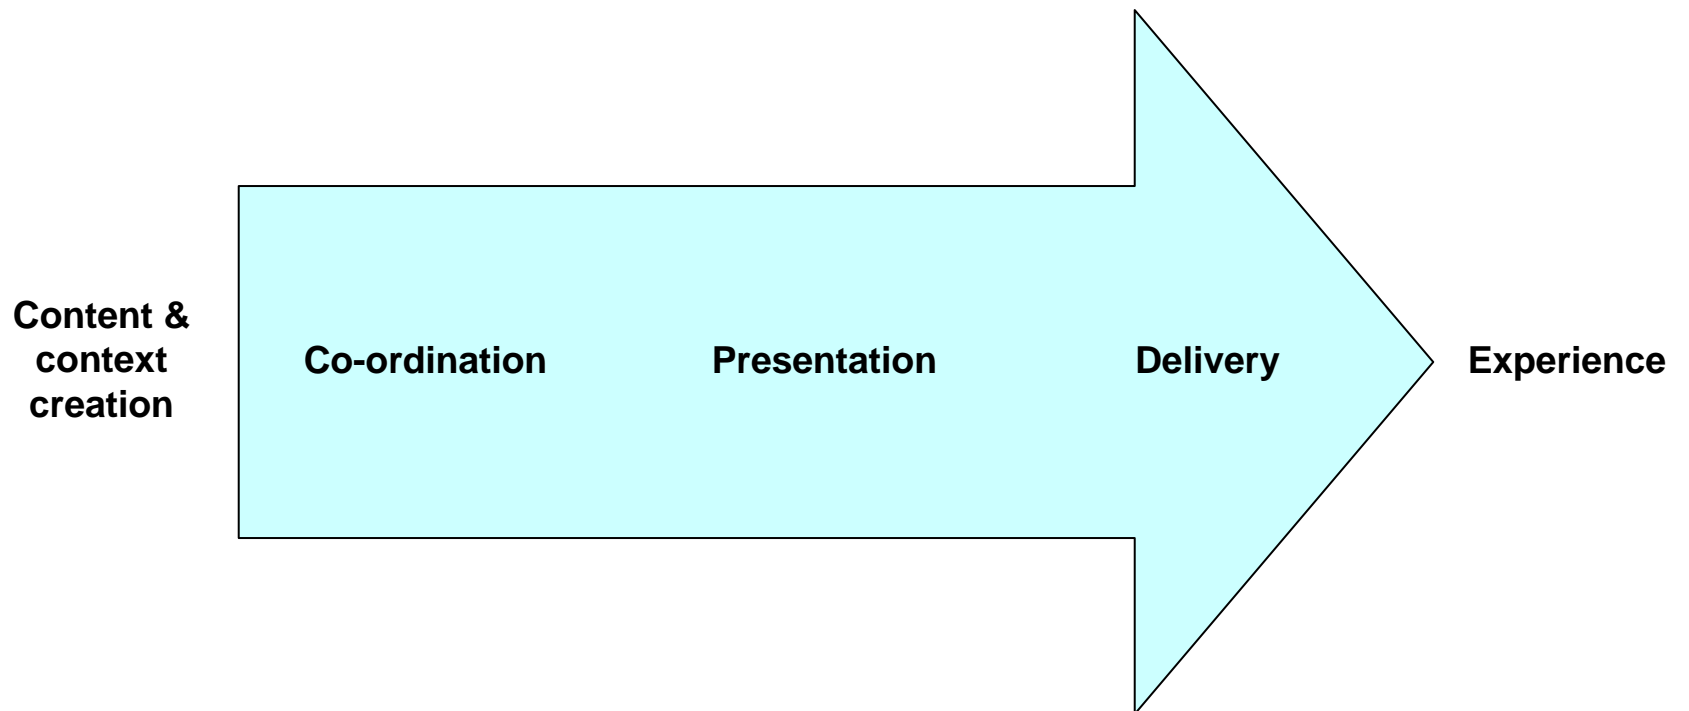 Content &
context
creation
Co-ordination
Presentation
Delivery
Experience